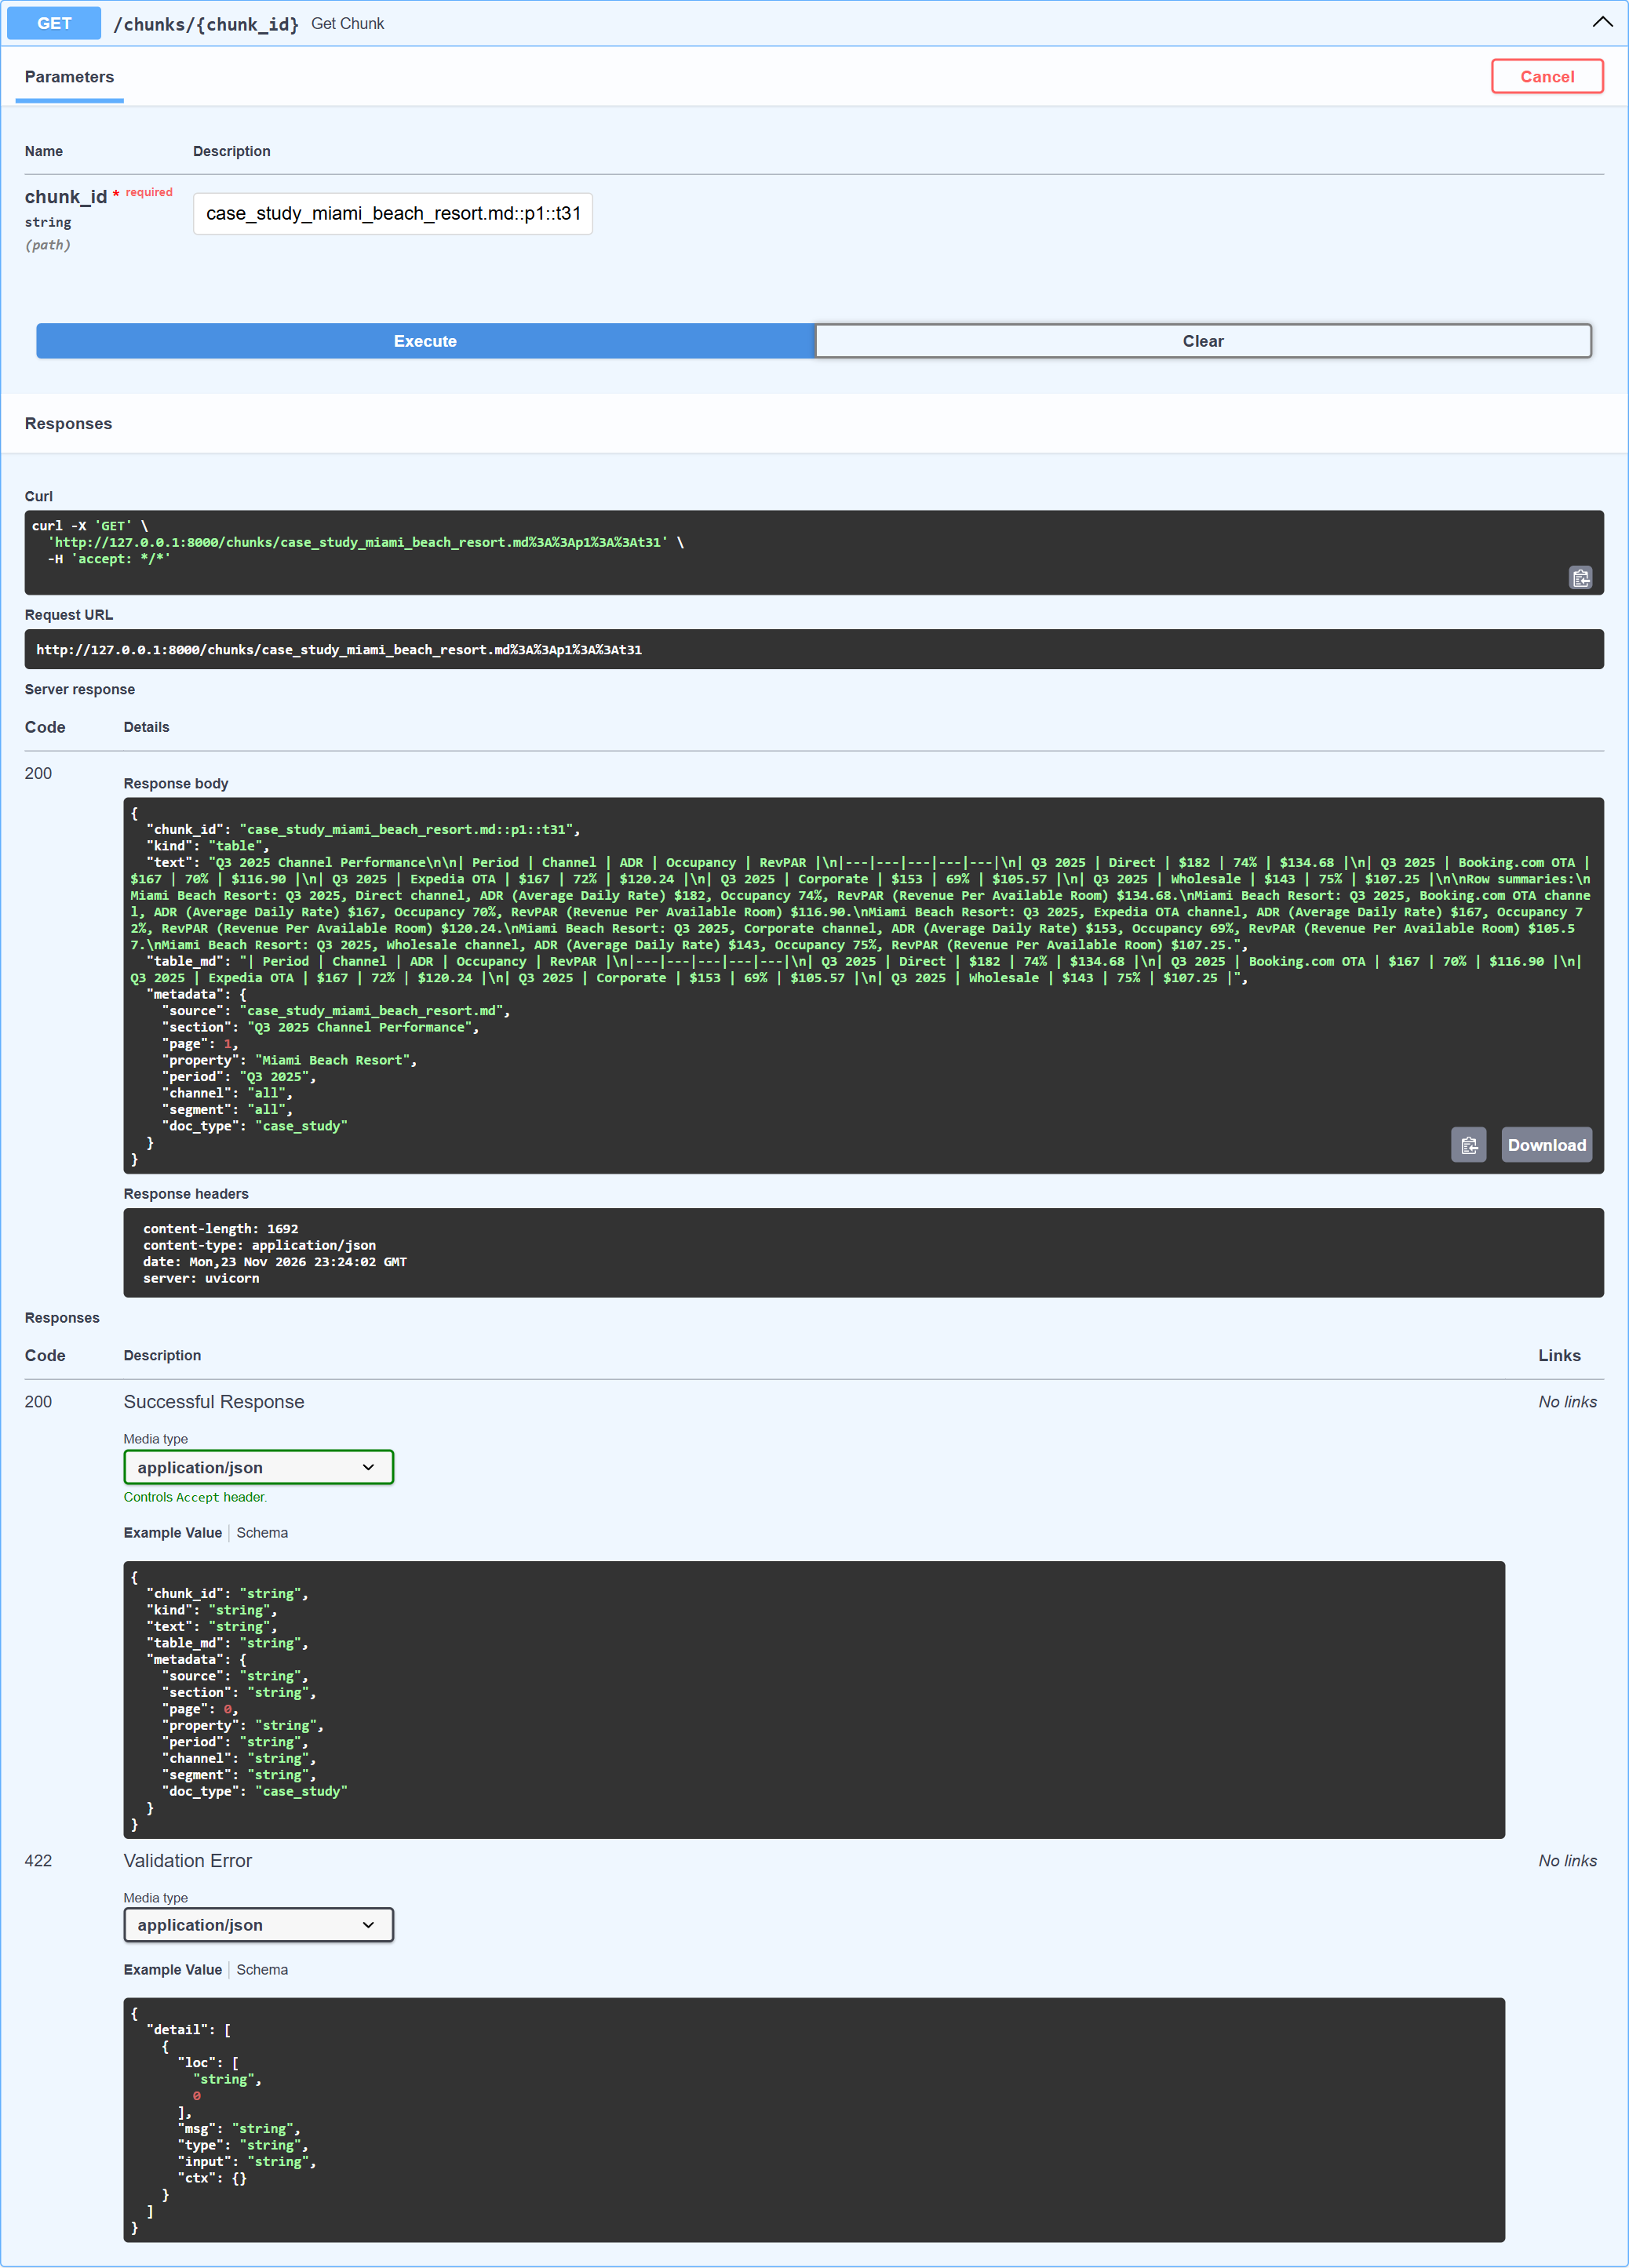 GET /chunks/{chunk_id} Get Chunk
Parameters
Cancel
Name Description
chunk_id * required
string
(path)
case_study_miami_beach_resort.md::p1::t31
Execute Clear
Responses
Curl
curl -X 'GET' \
  'http://127.0.0.1:8000/chunks/case_study_miami_beach_resort.md%3A%3Ap1%3A%3At31' \
  -H 'accept: */*'
Request URL
http://127.0.0.1:8000/chunks/case_study_miami_beach_resort.md%3A%3Ap1%3A%3At31
Server response
Code Details
200
Response body
{
  "chunk_id": "case_study_miami_beach_resort.md::p1::t31",
  "kind": "table",
  "text": "Q3 2025 Channel Performance\n\n| Period | Channel | ADR | Occupancy | RevPAR |\n|---|---|---|---|---|\n| Q3 2025 | Direct | $182 | 74% | $134.68 |\n| Q3 2025 | Booking.com OTA |
$167 | 70% | $116.90 |\n| Q3 2025 | Expedia OTA | $167 | 72% | $120.24 |\n| Q3 2025 | Corporate | $153 | 69% | $105.57 |\n| Q3 2025 | Wholesale | $143 | 75% | $107.25 |\n\nRow summaries:\n
Miami Beach Resort: Q3 2025, Direct channel, ADR (Average Daily Rate) $182, Occupancy 74%, RevPAR (Revenue Per Available Room) $134.68.\nMiami Beach Resort: Q3 2025, Booking.com OTA channe
l, ADR (Average Daily Rate) $167, Occupancy 70%, RevPAR (Revenue Per Available Room) $116.90.\nMiami Beach Resort: Q3 2025, Expedia OTA channel, ADR (Average Daily Rate) $167, Occupancy 7
2%, RevPAR (Revenue Per Available Room) $120.24.\nMiami Beach Resort: Q3 2025, Corporate channel, ADR (Average Daily Rate) $153, Occupancy 69%, RevPAR (Revenue Per Available Room) $105.5
7.\nMiami Beach Resort: Q3 2025, Wholesale channel, ADR (Average Daily Rate) $143, Occupancy 75%, RevPAR (Revenue Per Available Room) $107.25.",
  "table_md": "| Period | Channel | ADR | Occupancy | RevPAR |\n|---|---|---|---|---|\n| Q3 2025 | Direct | $182 | 74% | $134.68 |\n| Q3 2025 | Booking.com OTA | $167 | 70% | $116.90 |\n|
Q3 2025 | Expedia OTA | $167 | 72% | $120.24 |\n| Q3 2025 | Corporate | $153 | 69% | $105.57 |\n| Q3 2025 | Wholesale | $143 | 75% | $107.25 |",
  "metadata": {
    "source": "case_study_miami_beach_resort.md",
    "section": "Q3 2025 Channel Performance",
    "page": 1,
    "property": "Miami Beach Resort",
    "period": "Q3 2025",
    "channel": "all",
    "segment": "all",
    "doc_type": "case_study"
  }
}
Download
Response headers
content-length: 1692
content-type: application/json
date: Mon,23 Nov 2026 23:24:02 GMT
server: uvicorn
Responses
Code Description Links
200 Successful Response No links
Media type
application/json
Controls Accept header.
Example Value Schema
{
  "chunk_id": "string",
  "kind": "string",
  "text": "string",
  "table_md": "string",
  "metadata": {
    "source": "string",
    "section": "string",
    "page": 0,
    "property": "string",
    "period": "string",
    "channel": "string",
    "segment": "string",
    "doc_type": "case_study"
  }
}
422 Validation Error No links
Media type
application/json
Example Value Schema
{
  "detail": [
    {
      "loc": [
        "string",
        0
      ],
      "msg": "string",
      "type": "string",
      "input": "string",
      "ctx": {}
    }
  ]
}